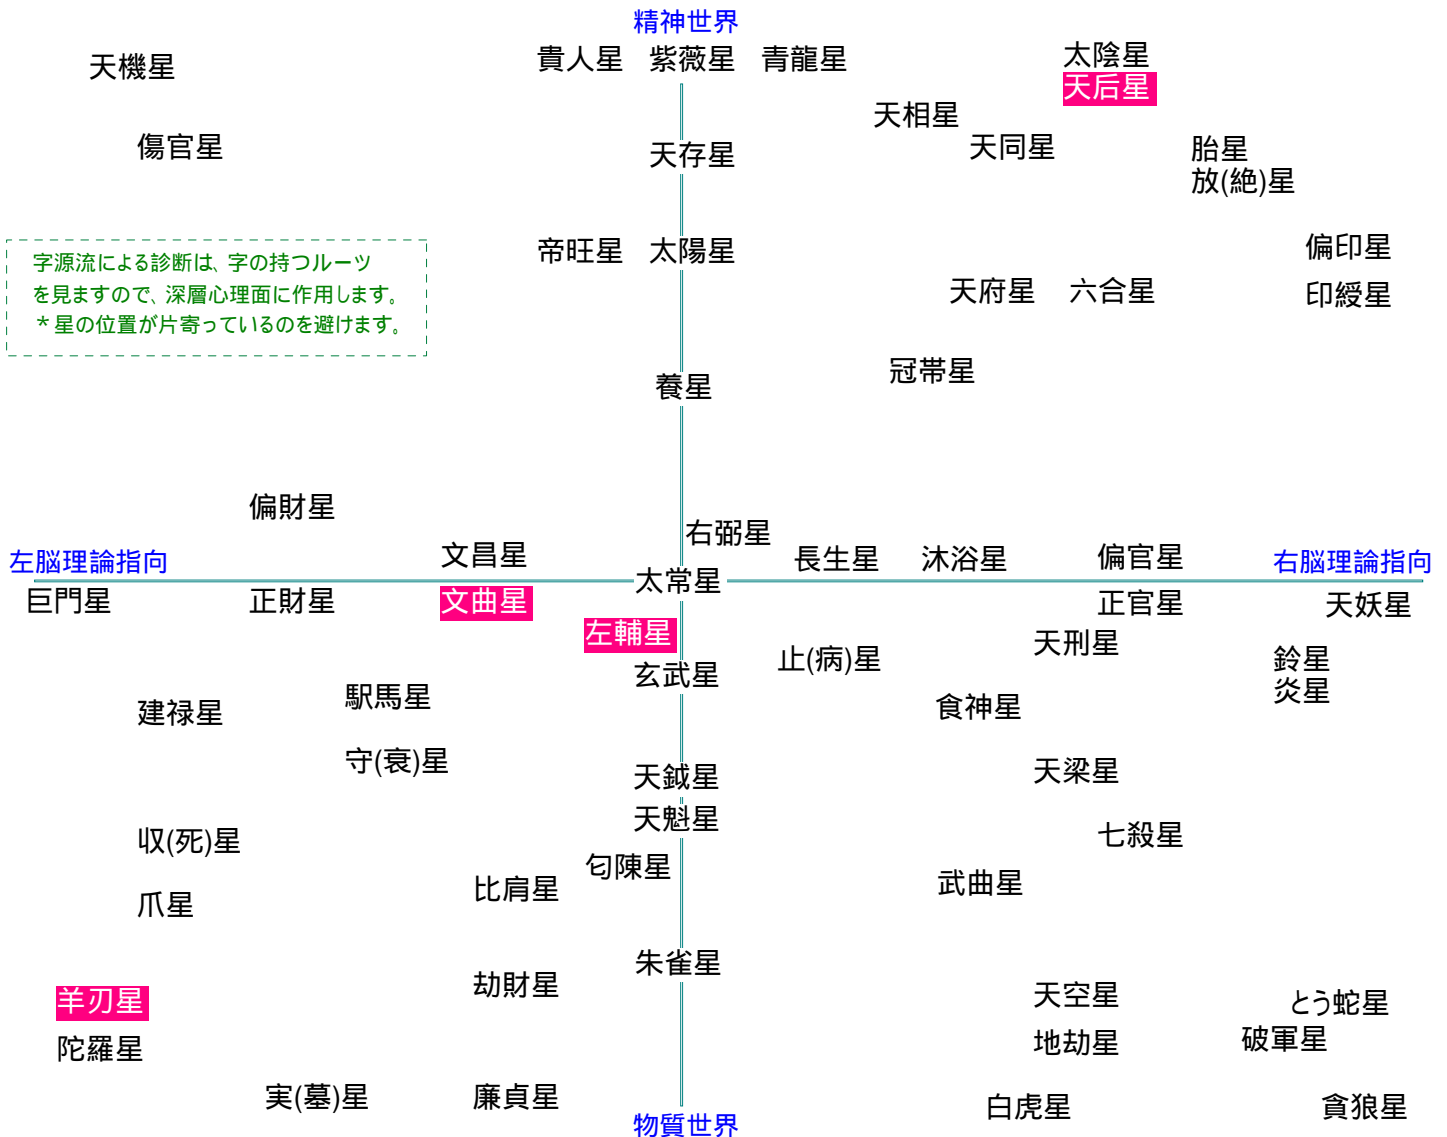 精神世界
天機星
貴人星 紫薇星 青龍星
太陰星
天后星
天相星
傷官星
天存星
天同星
胎星
放(絶)星
字源流による診断は、字の持つルーツ
を見ますので、深層心理面に作用します。
*星の位置が片寄っているのを避けます。
帝旺星 太陽星
偏印星
天府星 六合星
印綬星
冠帯星
養星
偏財星
右弼星
左脳理論指向
文昌星
長生星 沐浴星
偏官星
右脳理論指向
太常星
巨門星
正財星
文曲星
正官星
天妖星
左輔星
天刑星
止(病)星
鈴星
炎星
玄武星
駅馬星
建禄星
食神星
守(衰)星
天鉞星
天梁星
天魁星
収(死)星
七殺星
匂陳星
比肩星
武曲星
爪星
朱雀星
劫財星
羊刃星
天空星
とう蛇星
陀羅星
地劫星
破軍星
実(墓)星
廉貞星
白虎星
貪狼星
物質世界